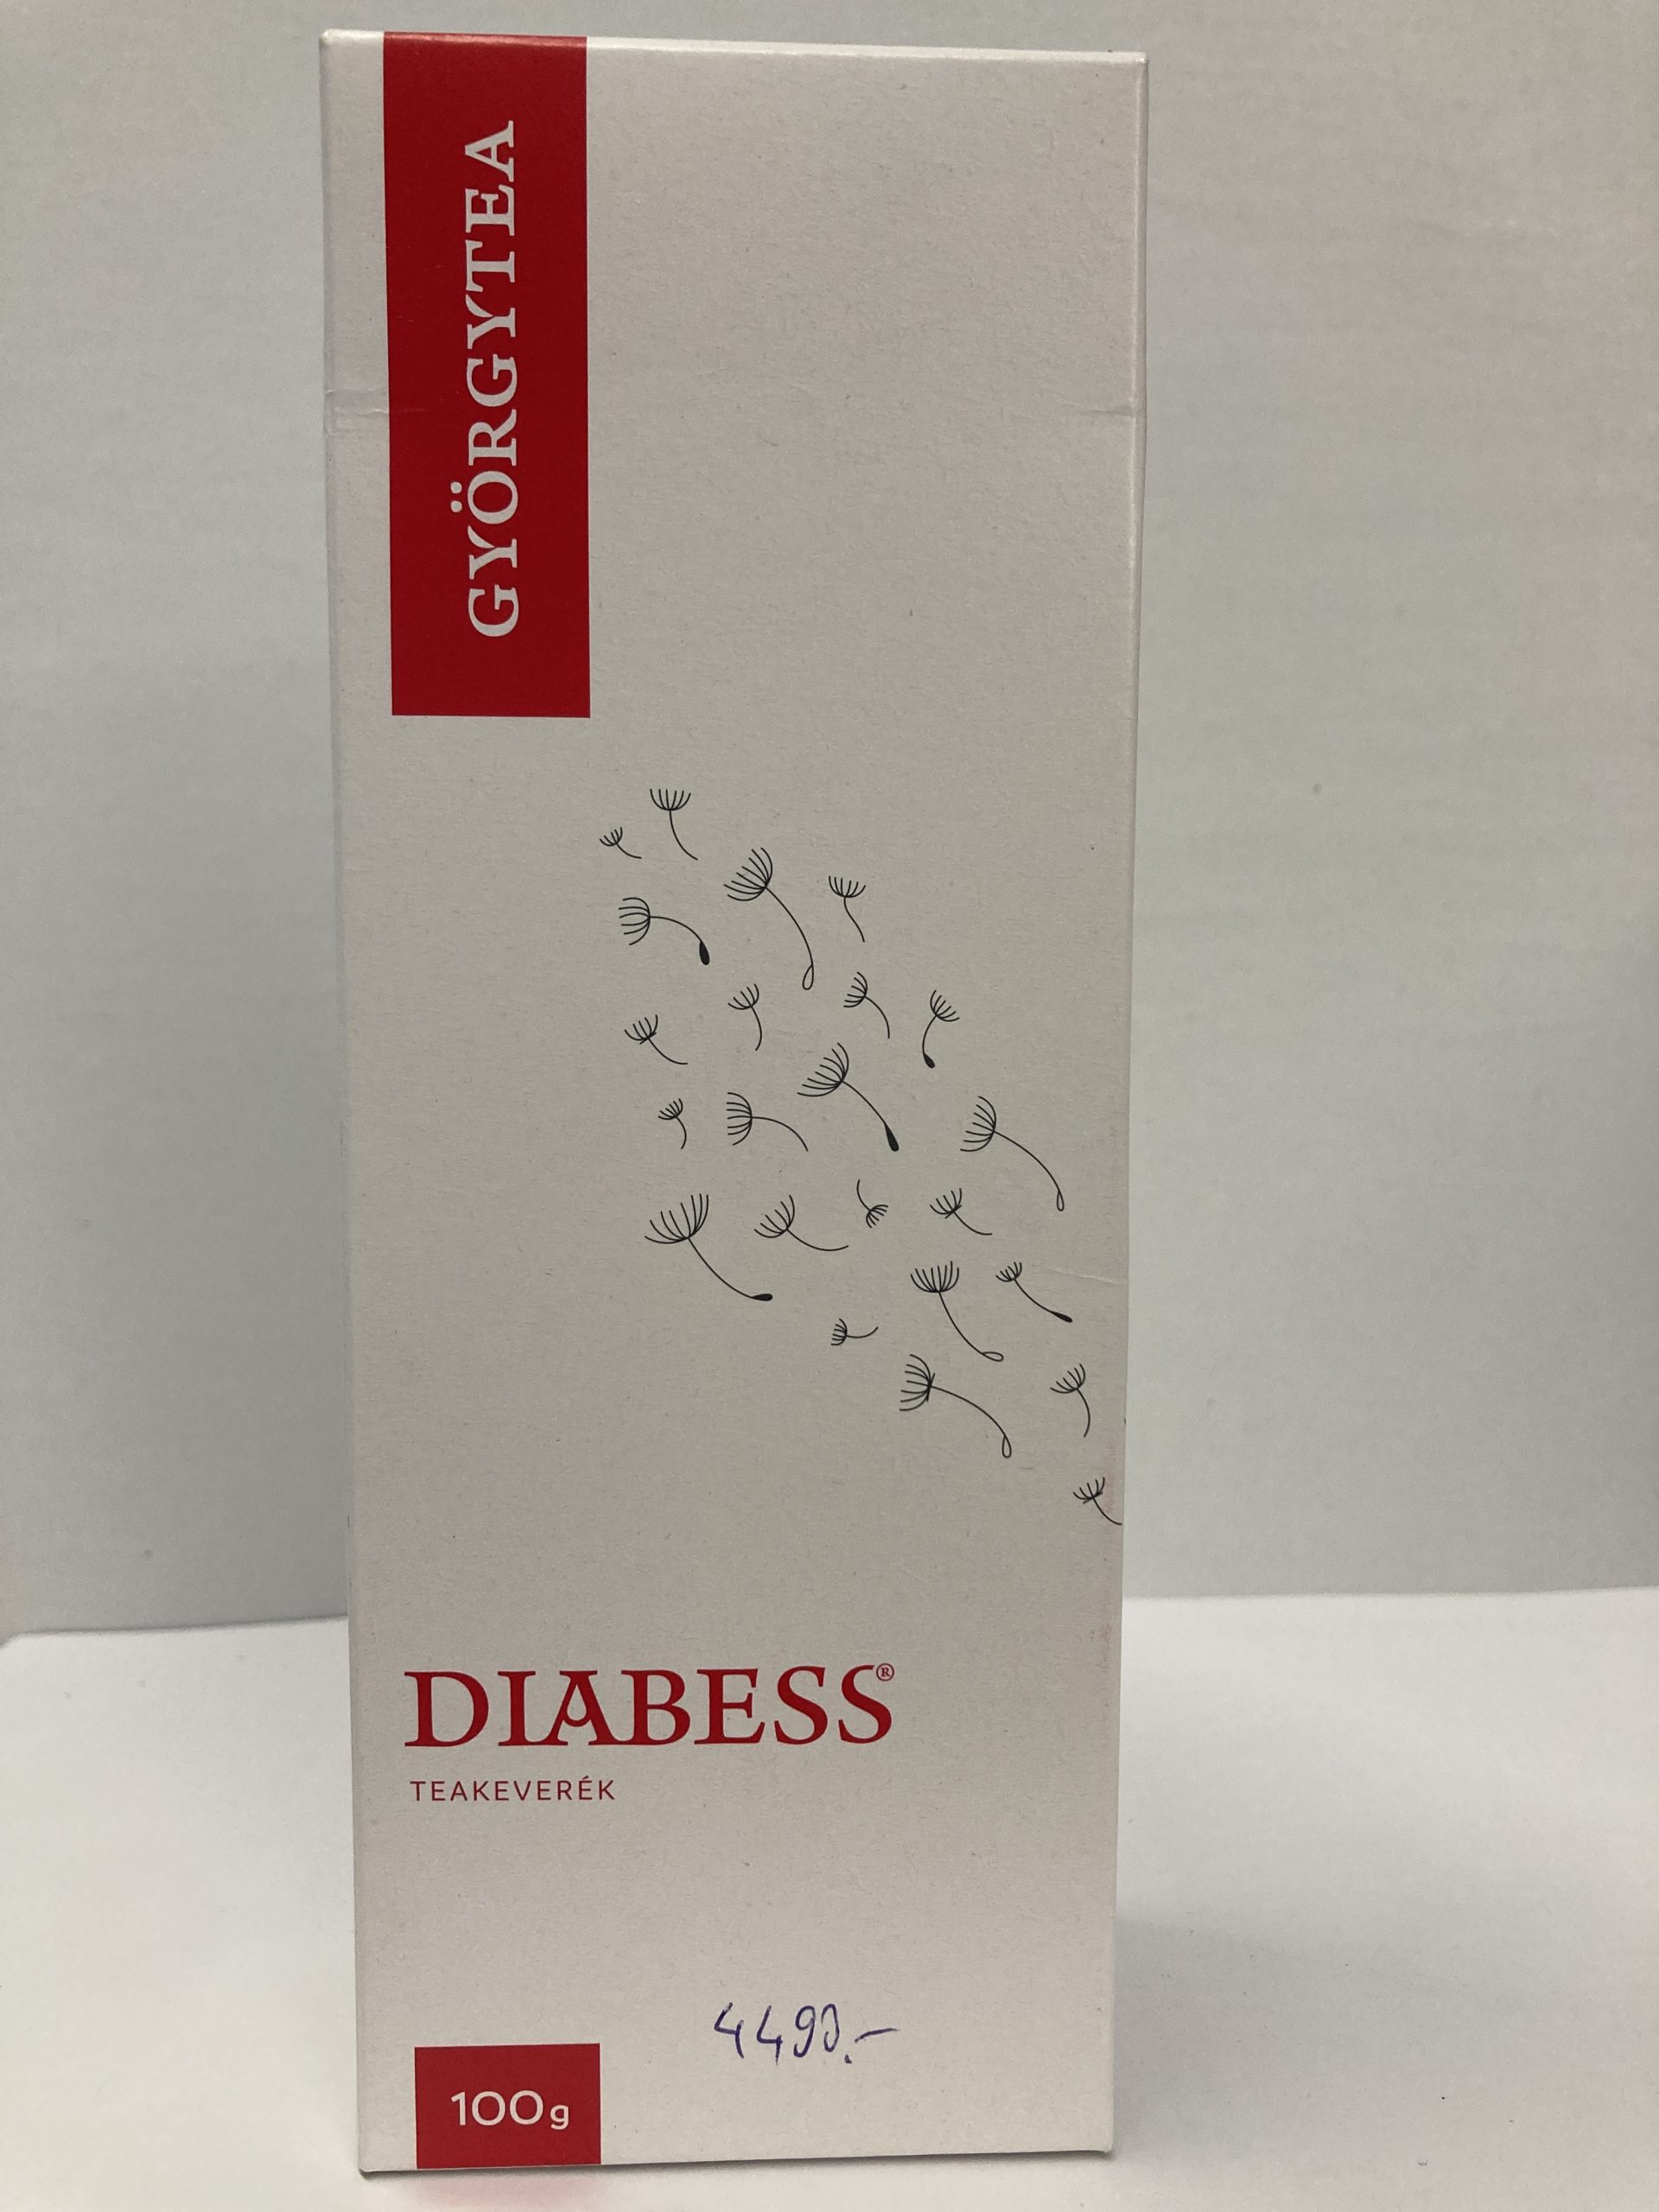 GYÖRGYTEA
DIABESS®
TEAKEVERÉK
4490.-
100g